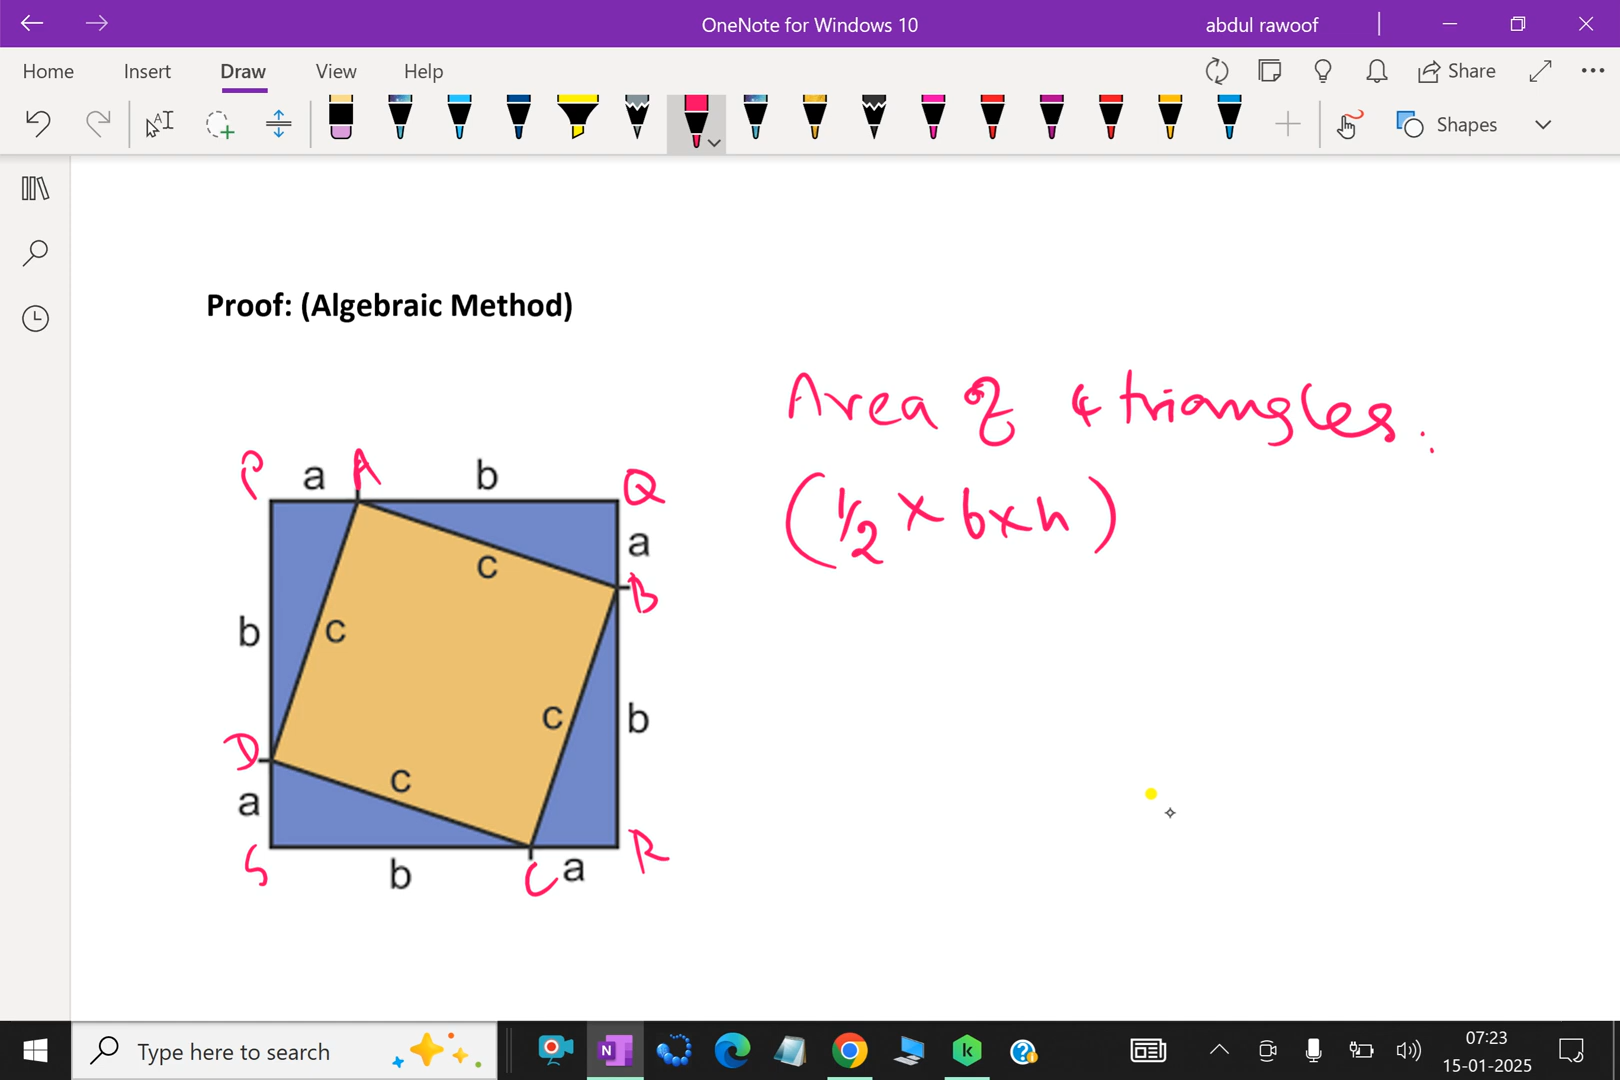 OneNote for Windows 10
abdul rawoof
Home Insert Draw View Help
Share
Shapes
Proof: (Algebraic Method)
Area of 4 triangles.
(1/2 × b×h)
P a A b Q
a
c
B
b c
c b
D
c
a
S b C a R
Type here to search
07:23
15-01-2025